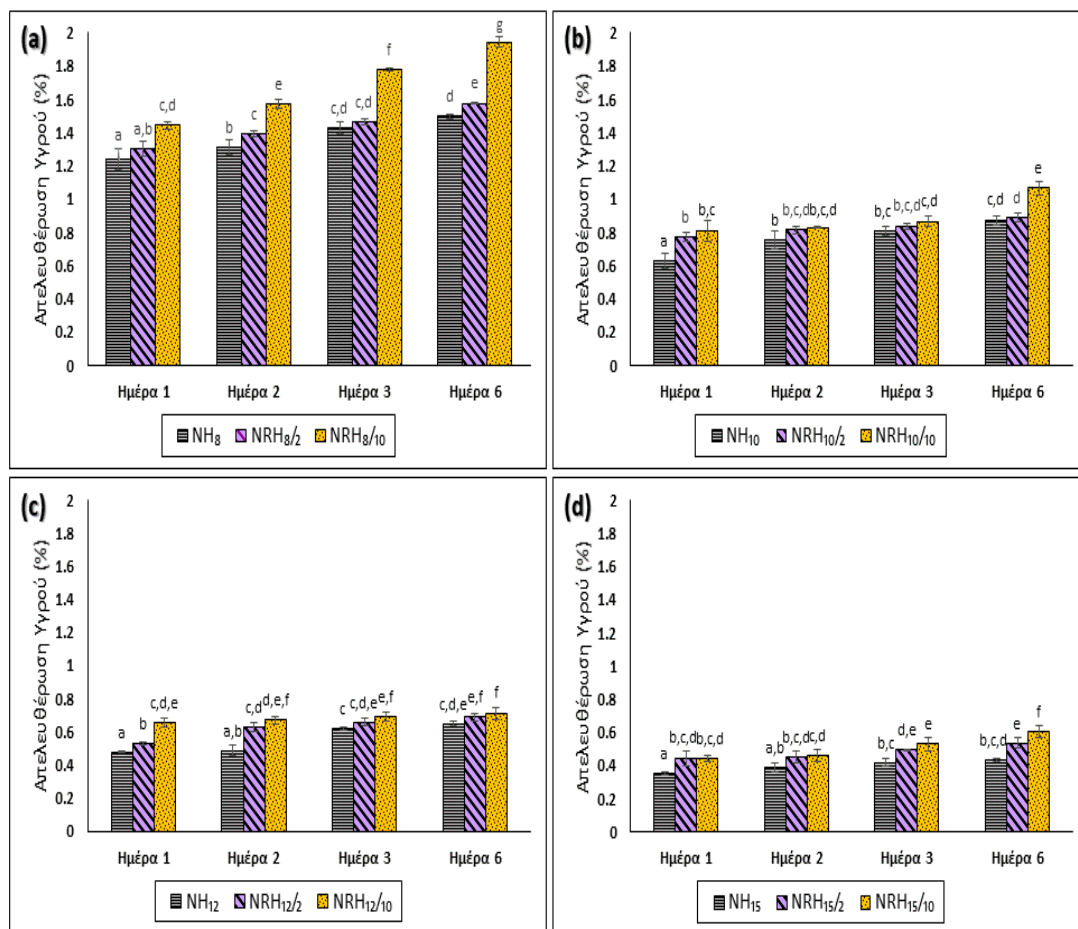 (a)
Απελευθέρωση Υγρού (%)
2
1.8
1.6
1.4
1.2
1
0.8
0.6
0.4
0.2
0
a a,b c,d
b c e
c,d c,d f
d e g
Ημέρα 1 Ημέρα 2 Ημέρα 3 Ημέρα 6
NH₈ NRH₈/₂ NRH₈/₁₀
(b)
Απελευθέρωση Υγρού (%)
2
1.8
1.6
1.4
1.2
1
0.8
0.6
0.4
0.2
0
a b b,c
b b,c,d b,c,d
b,c b,c,d c,d
c,d d e
Ημέρα 1 Ημέρα 2 Ημέρα 3 Ημέρα 6
NH₁₀ NRH₁₀/₂ NRH₁₀/₁₀
(c)
Απελευθέρωση Υγρού (%)
2
1.8
1.6
1.4
1.2
1
0.8
0.6
0.4
0.2
0
a b c,d,e
a,b c,d d,e,f
c c,d,e e,f
c,d,e e,f f
Ημέρα 1 Ημέρα 2 Ημέρα 3 Ημέρα 6
NH₁₂ NRH₁₂/₂ NRH₁₂/₁₀
(d)
Απελευθέρωση Υγρού (%)
2
1.8
1.6
1.4
1.2
1
0.8
0.6
0.4
0.2
0
a b,c,d b,c,d
a,b b,c,d c,d
b,c d,e e
b,c,d e f
Ημέρα 1 Ημέρα 2 Ημέρα 3 Ημέρα 6
NH₁₅ NRH₁₅/₂ NRH₁₅/₁₀